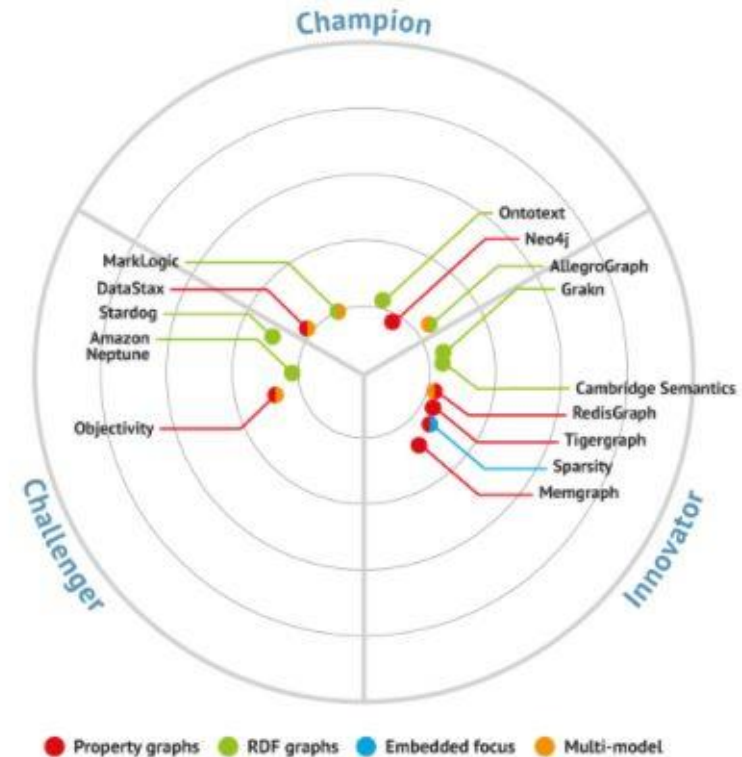 Champion
Ontotext
Neo4j
AllegroGraph
Grakn
MarkLogic
DataStax
Stardog
Amazon
Neptune
Objectivity
Cambridge Semantics
RedisGraph
Tigergraph
Sparsity
Memgraph
Challenger
Innovator
Property graphs
RDF graphs
Embedded focus
Multi-model